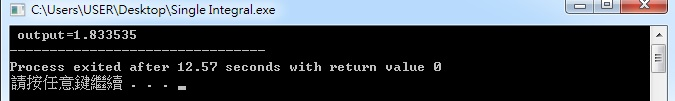 C:\Users\USER\Desktop\Single Integral.exe
output=1.833535
--------------------------------
Process exited after 12.57 seconds with return value 0
請按任意鍵繼續 . . .